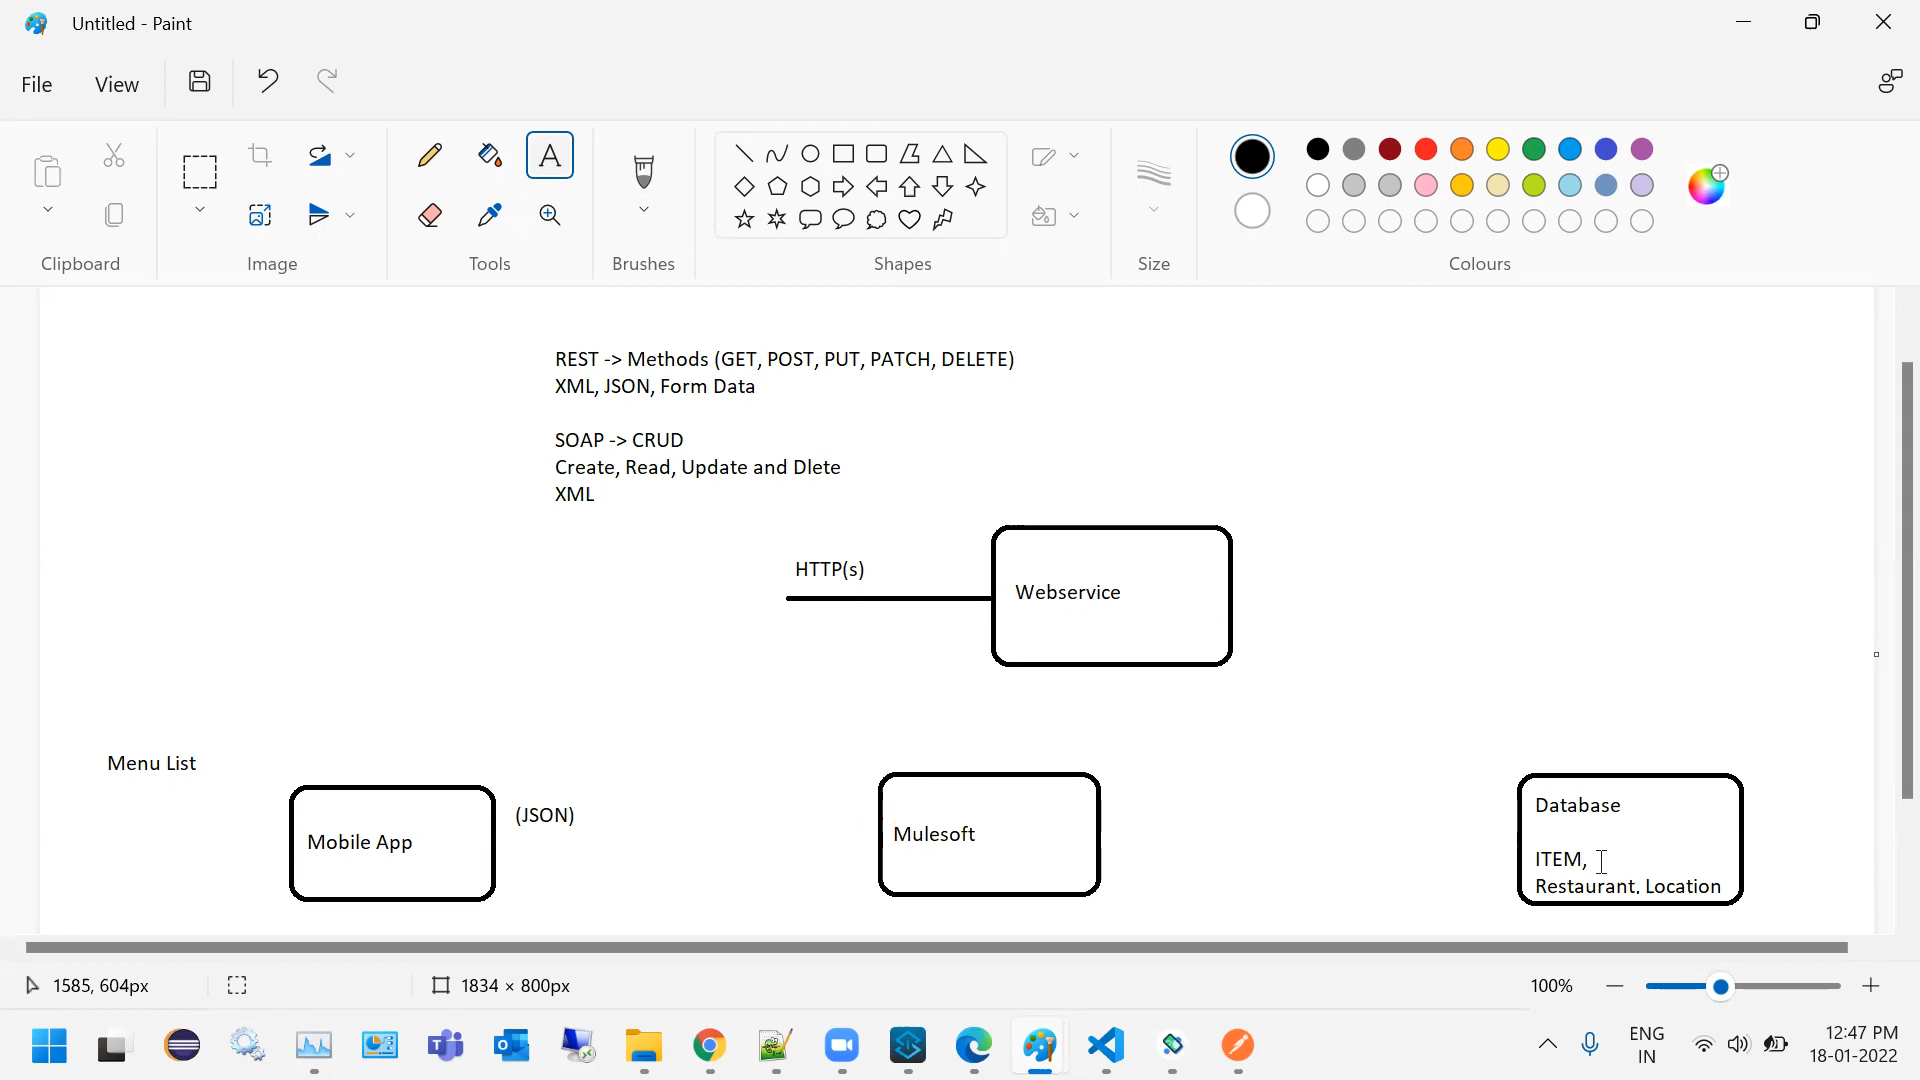 Untitled - Paint
File View
Clipboard
Image
Tools
Brushes
Shapes
Size
Colours
REST -> Methods (GET, POST, PUT, PATCH, DELETE)
XML, JSON, Form Data
SOAP -> CRUD
Create, Read, Update and Dlete
XML
HTTP(s)
Webservice
Menu List
Mobile App
(JSON)
Mulesoft
Database
ITEM,
Restaurant, Location
1585, 604px
1834 × 800px
100%
ENG
IN
12:47 PM
18-01-2022